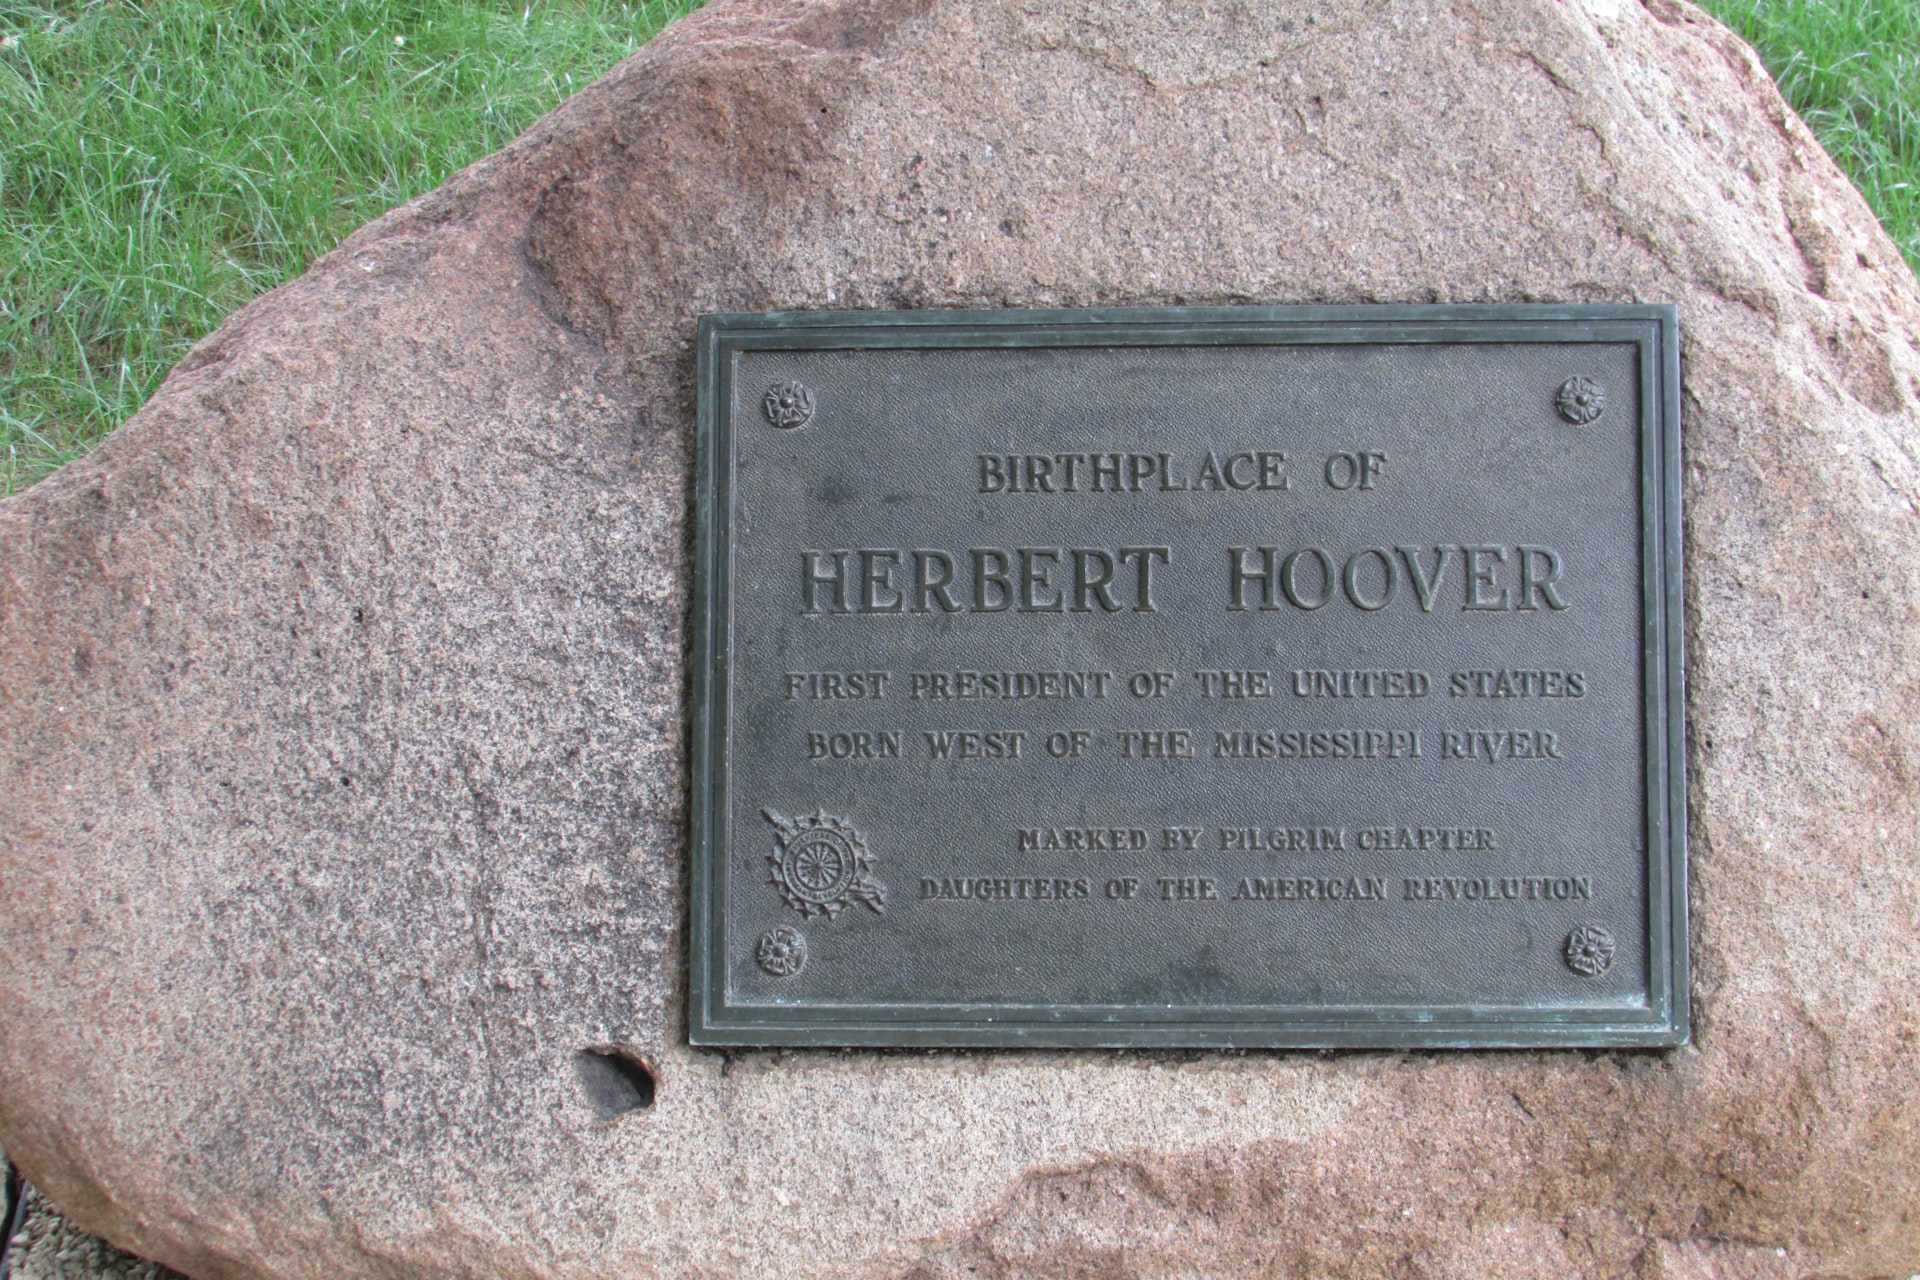 BIRTHPLACE OF
HERBERT HOOVER
FIRST PRESIDENT OF THE UNITED STATES
BORN WEST OF THE MISSISSIPPI RIVER
MARKED BY PILGRIM CHAPTER
DAUGHTERS OF THE AMERICAN REVOLUTION